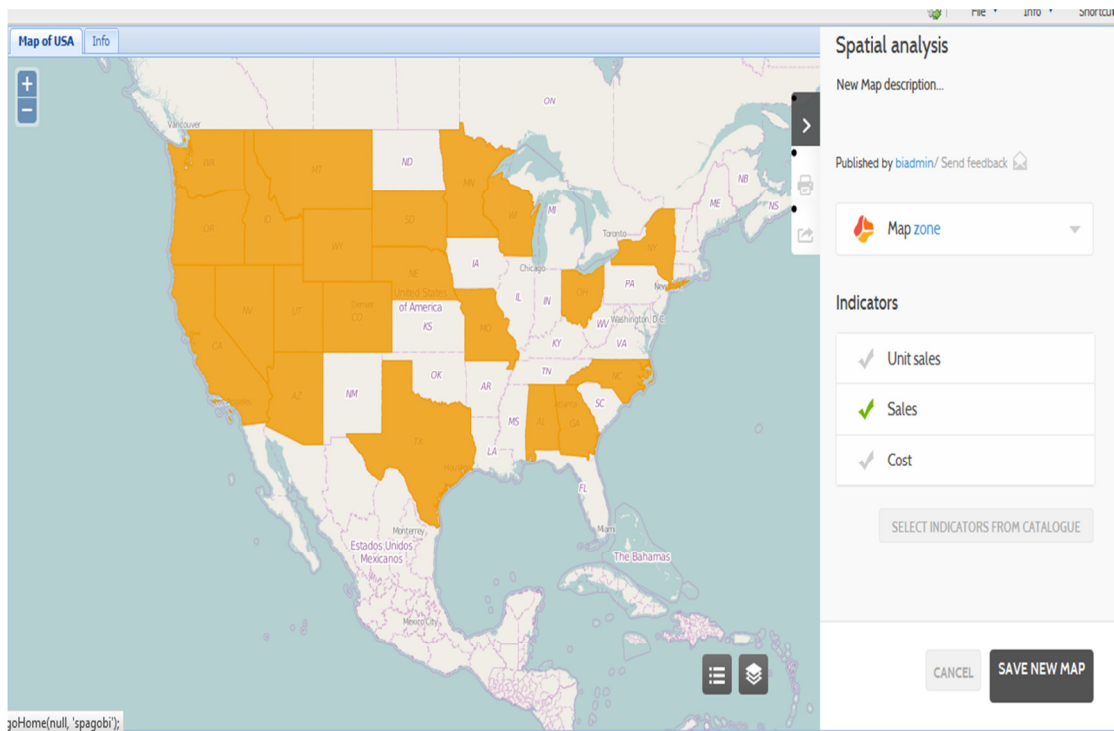 File Info Shortcu
Map of USA Info
+
−
Spatial analysis
New Map description...
Published by biadmin/ Send feedback
Map zone
Indicators
Unit sales
Sales
Cost
SELECT INDICATORS FROM CATALOGUE
CANCEL
SAVE NEW MAP
Vancouver
ON
WA
MT
ND
MN
NB
ME
NS
OR
ID
SD
WI
MI
Toronto
WY
NY
IA
Chicago
NE
PA
New
United States
of America
NV
UT
Denver
CO
IL
IN
OH
Washington, D.C.
KS
MO
WV
VA
CA
KY
TN
NC
AZ
NM
OK
AR
Atlanta
SC
MS
AL
GA
TX
LA
FL
Monterrey
Miami
Estados Unidos
Mexicanos
The Bahamas
Mexico City
goHome(null, 'spagobi');